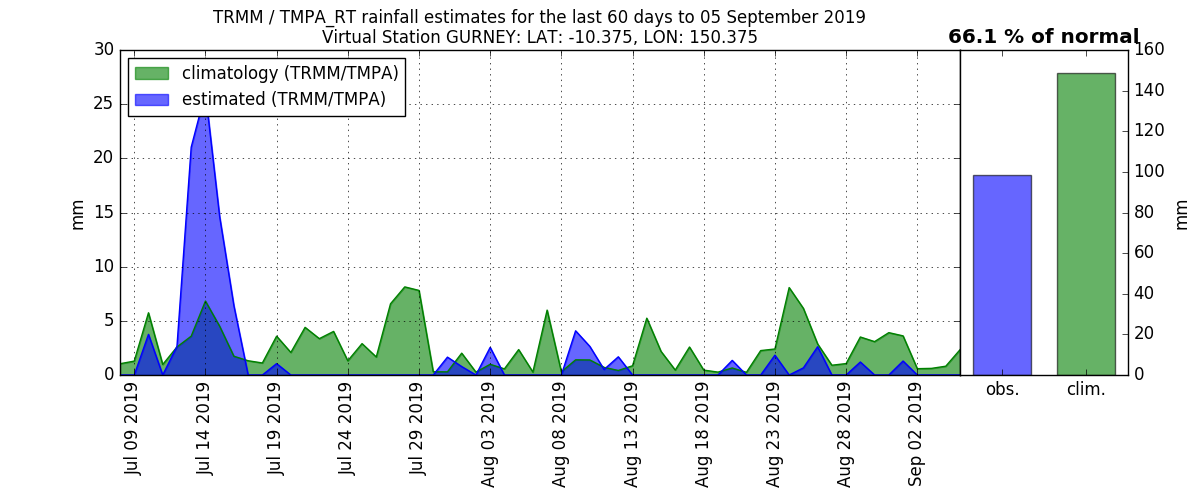 TRMM / TMPA_RT rainfall estimates for the last 60 days to 05 September 2019
Virtual Station GURNEY: LAT: -10.375, LON: 150.375
66.1 % of normal
climatology (TRMM/TMPA)
estimated (TRMM/TMPA)
30
25
20
15
10
5
0
mm
Jul 09 2019
Jul 14 2019
Jul 19 2019
Jul 24 2019
Jul 29 2019
Aug 03 2019
Aug 08 2019
Aug 13 2019
Aug 18 2019
Aug 23 2019
Aug 28 2019
Sep 02 2019
obs.
clim.
160
140
120
100
80
60
40
20
0
mm